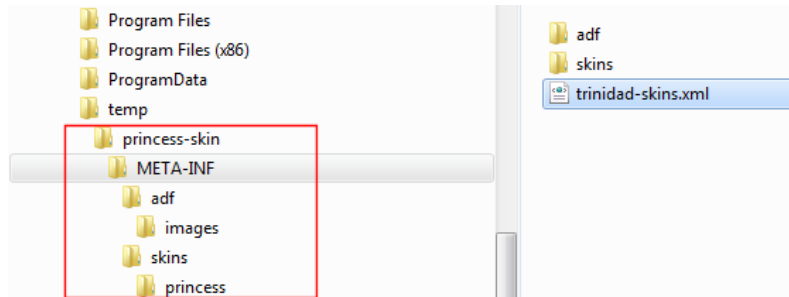 Program Files
Program Files (x86)
ProgramData
temp
princess-skin
META-INF
adf
images
skins
princess
adf
skins
trinidad-skins.xml